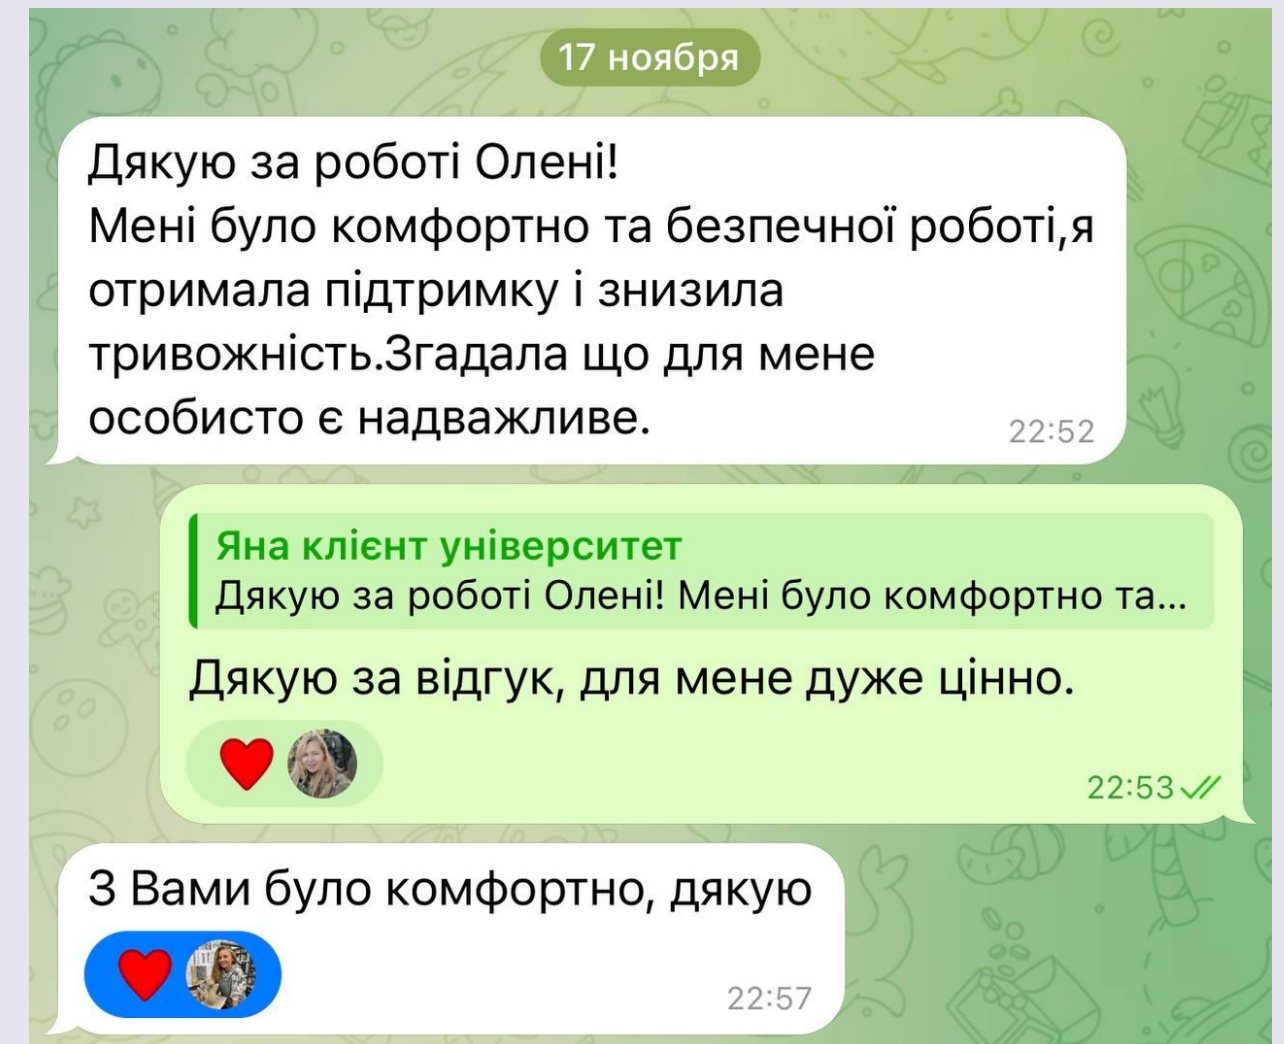 17 ноября
Дякую за роботі Олені!
Мені було комфортно та безпечної роботі,я
отримала підтримку і знизила
тривожність.Згадала що для мене
особисто є надважливе.
22:52
Яна клієнт університет
Дякую за роботі Олені! Мені було комфортно та...
Дякую за відгук, для мене дуже цінно.
22:53
З Вами було комфортно, дякую
22:57